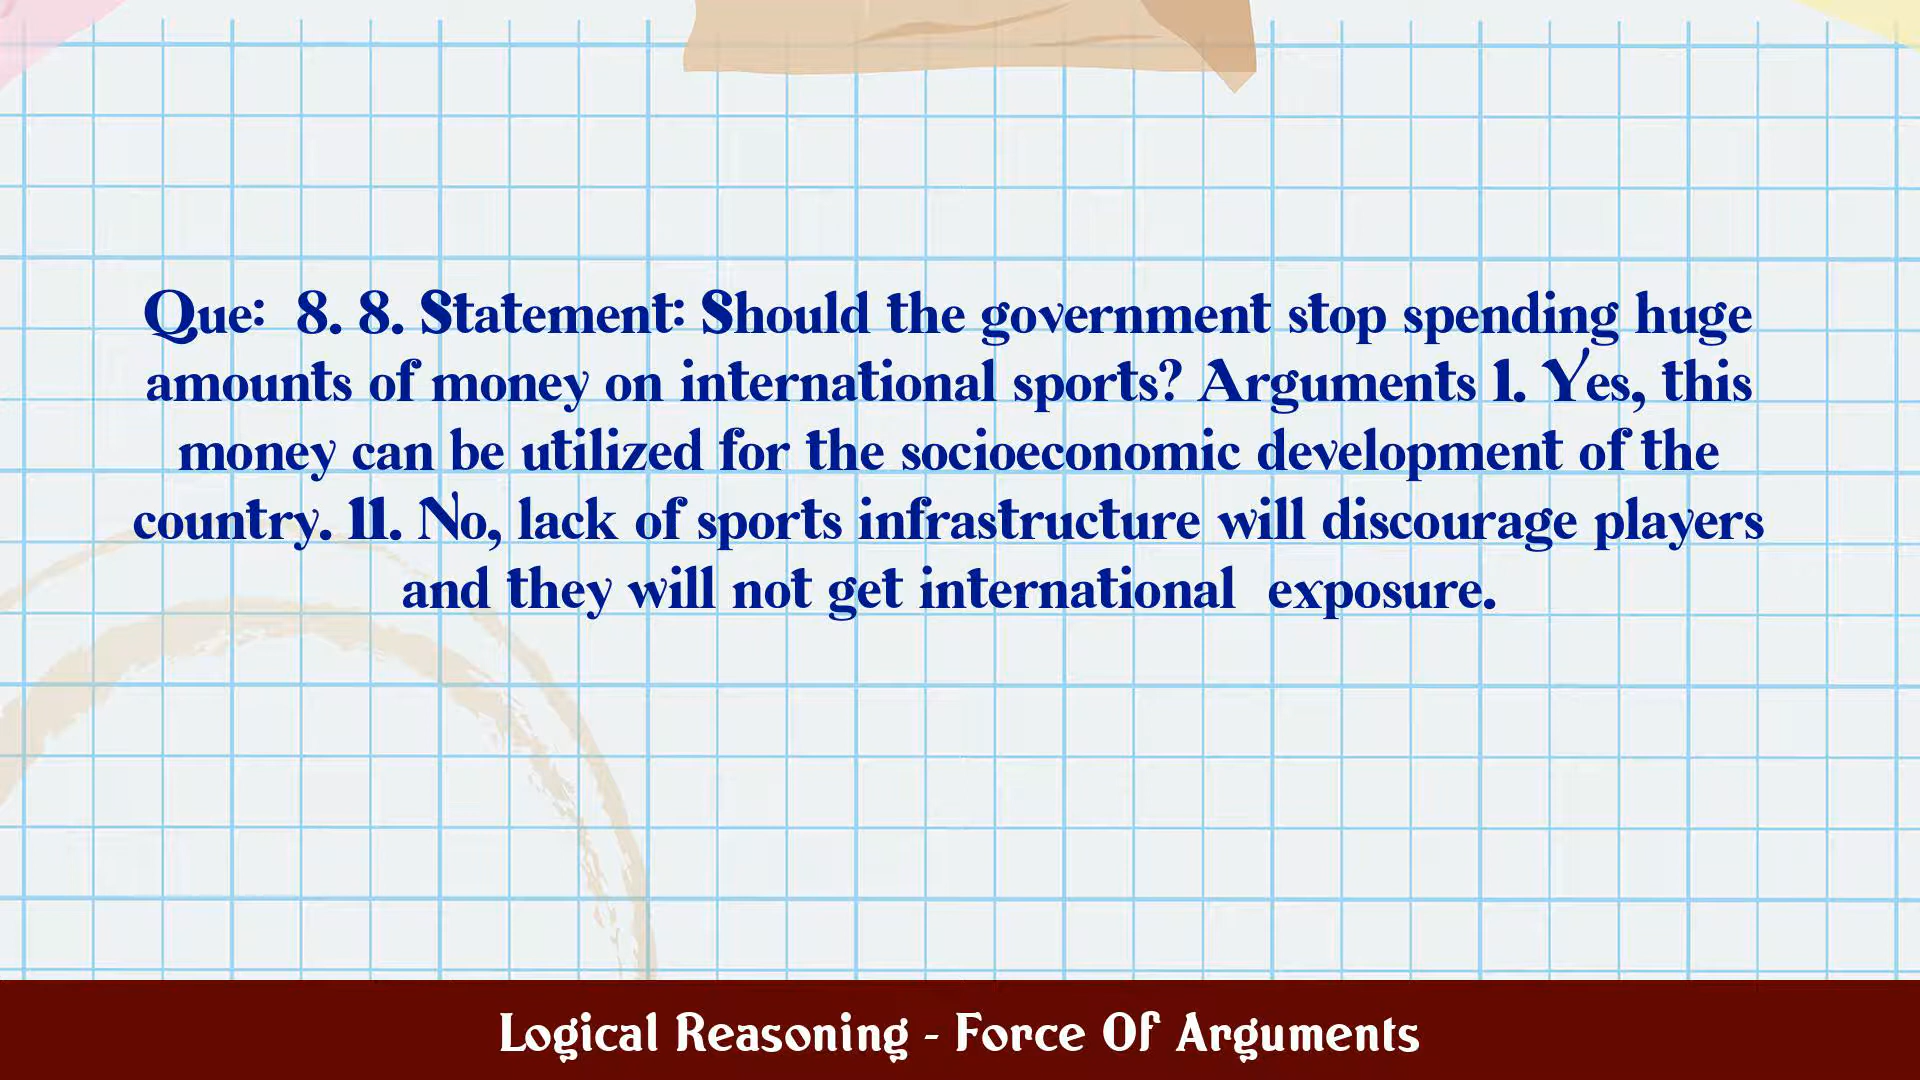 Que:  8. 8. Statement: Should the government stop spending huge
amounts of money on international sports? Arguments 1. Yes, this
money can be utilized for the socioeconomic development of the
country. 11. No, lack of sports infrastructure will discourage players
and they will not get international  exposure.
Logical Reasoning - Force Of Arguments